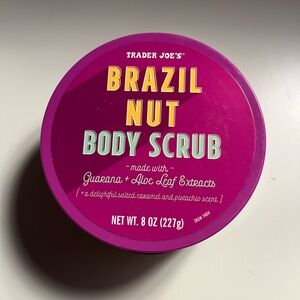 TRADER JOE'S™
BRAZIL
NUT
BODY SCRUB
-made with-
Guarana + Aloe Leaf Extracts
[ + a delightful salted caramel and pistachio scent ]
NET WT. 8 OZ (227g)